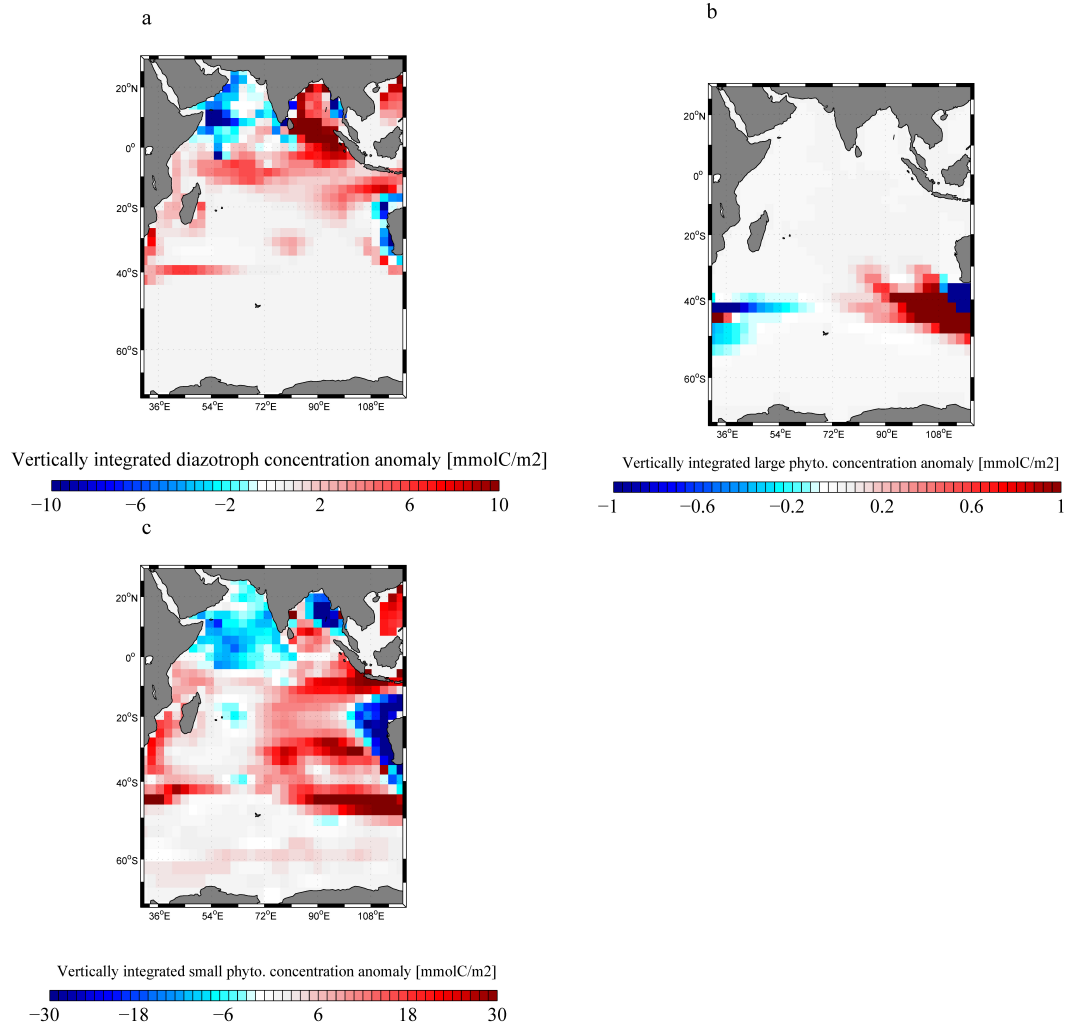 a
20°N
0°
20°S
40°S
60°S
36°E 54°E 72°E 90°E 108°E
Vertically integrated diazotroph concentration anomaly [mmolC/m2]
−10 −6 −2 2 6 10
b
20°N
0°
20°S
40°S
60°S
36°E 54°E 72°E 90°E 108°E
Vertically integrated large phyto. concentration anomaly [mmolC/m2]
−1 −0.6 −0.2 0.2 0.6 1
c
20°N
0°
20°S
40°S
60°S
36°E 54°E 72°E 90°E 108°E
Vertically integrated small phyto. concentration anomaly [mmolC/m2]
−30 −18 −6 6 18 30